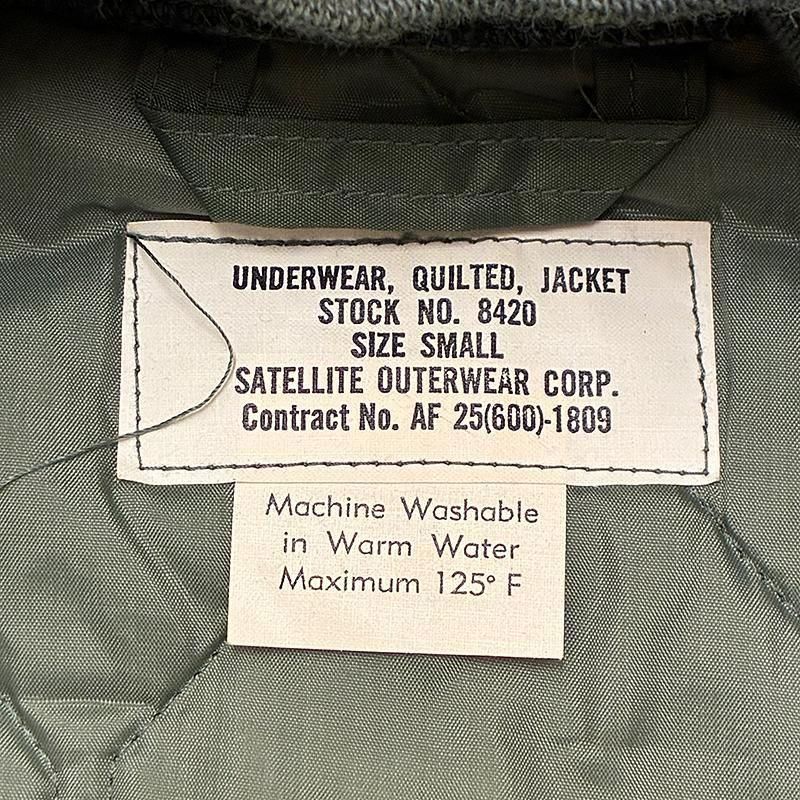 UNDERWEAR, QUILTED, JACKET
STOCK NO. 8420
SIZE SMALL
SATELLITE OUTERWEAR CORP.
Contract No. AF 25(600)-1809
Machine Washable
in Warm Water
Maximum 125° F